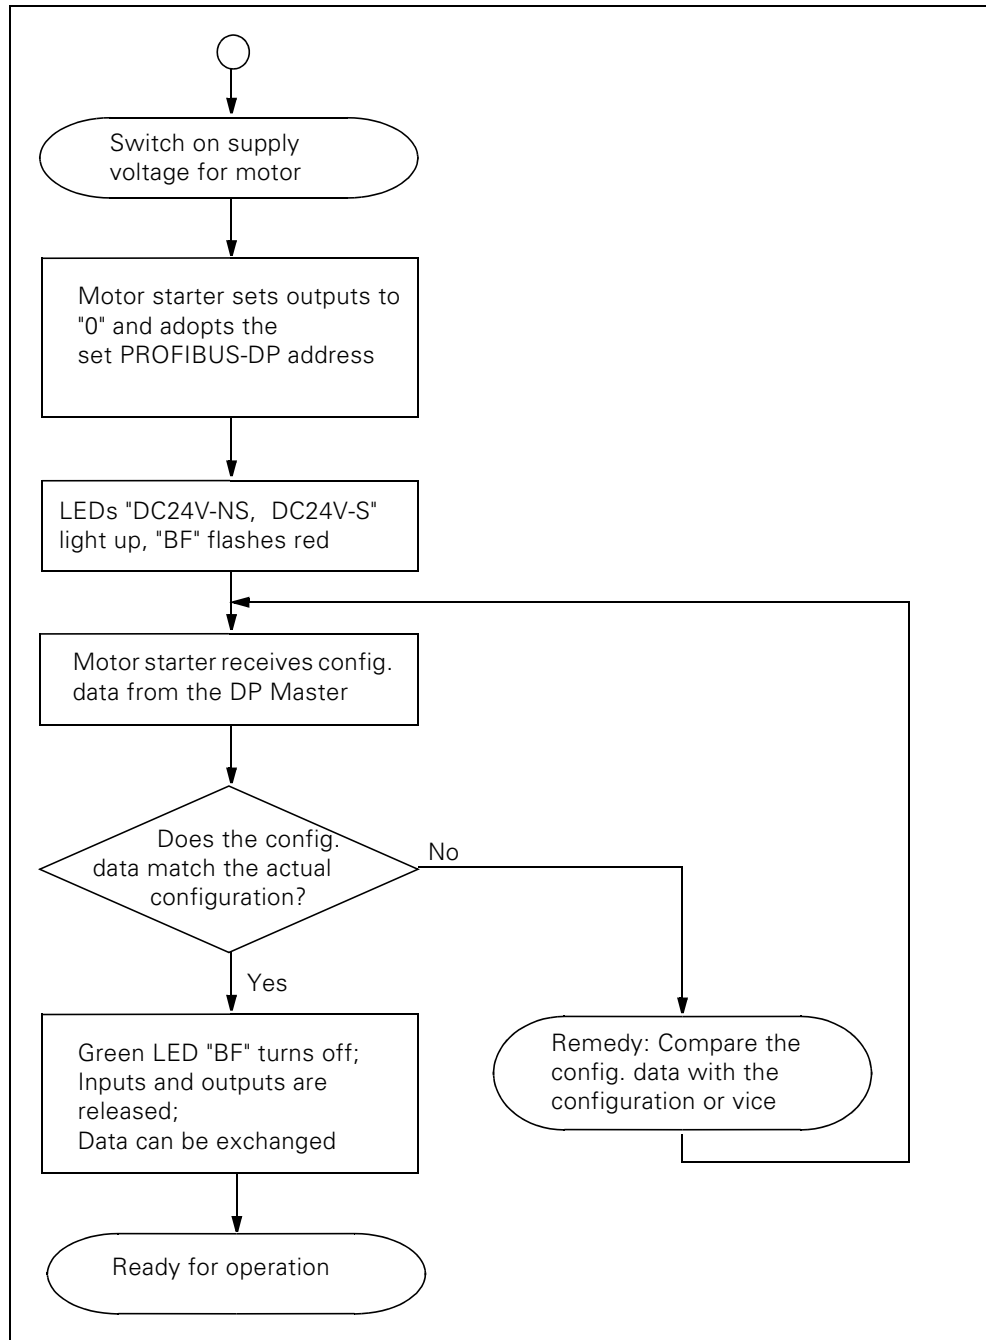 Switch on supply
voltage for motor
Motor starter sets outputs to
"0" and adopts the
set PROFIBUS-DP address
LEDs "DC24V-NS, DC24V-S"
light up, "BF" flashes red
Motor starter receives config.
data from the DP Master
Does the config.
data match the actual
configuration?
No
Yes
Green LED "BF" turns off;
Inputs and outputs are
released;
Data can be exchanged
Remedy: Compare the
config. data with the
configuration or vice
Ready for operation